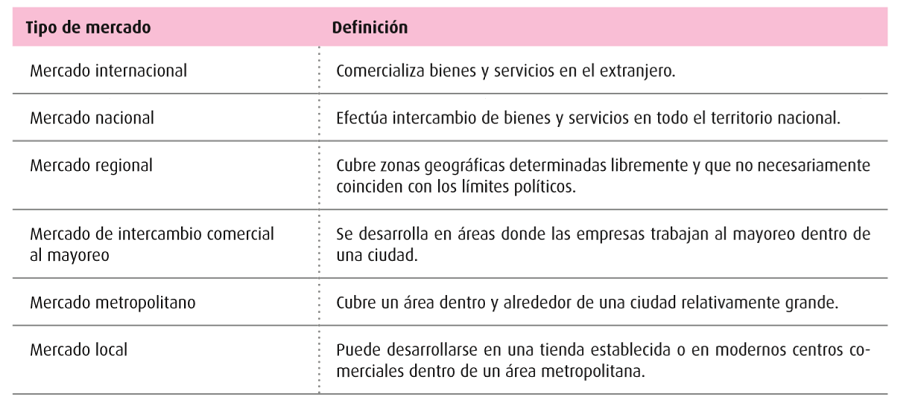 Tipo de mercado Definición
Mercado internacional Comercializa bienes y servicios en el extranjero.
Mercado nacional Efectúa intercambio de bienes y servicios en todo el territorio nacional.
Mercado regional Cubre zonas geográficas determinadas libremente y que no necesariamente
coinciden con los límites políticos.
Mercado de intercambio comercial
al mayoreo
Se desarrolla en áreas donde las empresas trabajan al mayoreo dentro de
una ciudad.
Mercado metropolitano Cubre un área dentro y alrededor de una ciudad relativamente grande.
Mercado local Puede desarrollarse en una tienda establecida o en modernos centros co-
merciales dentro de un área metropolitana.